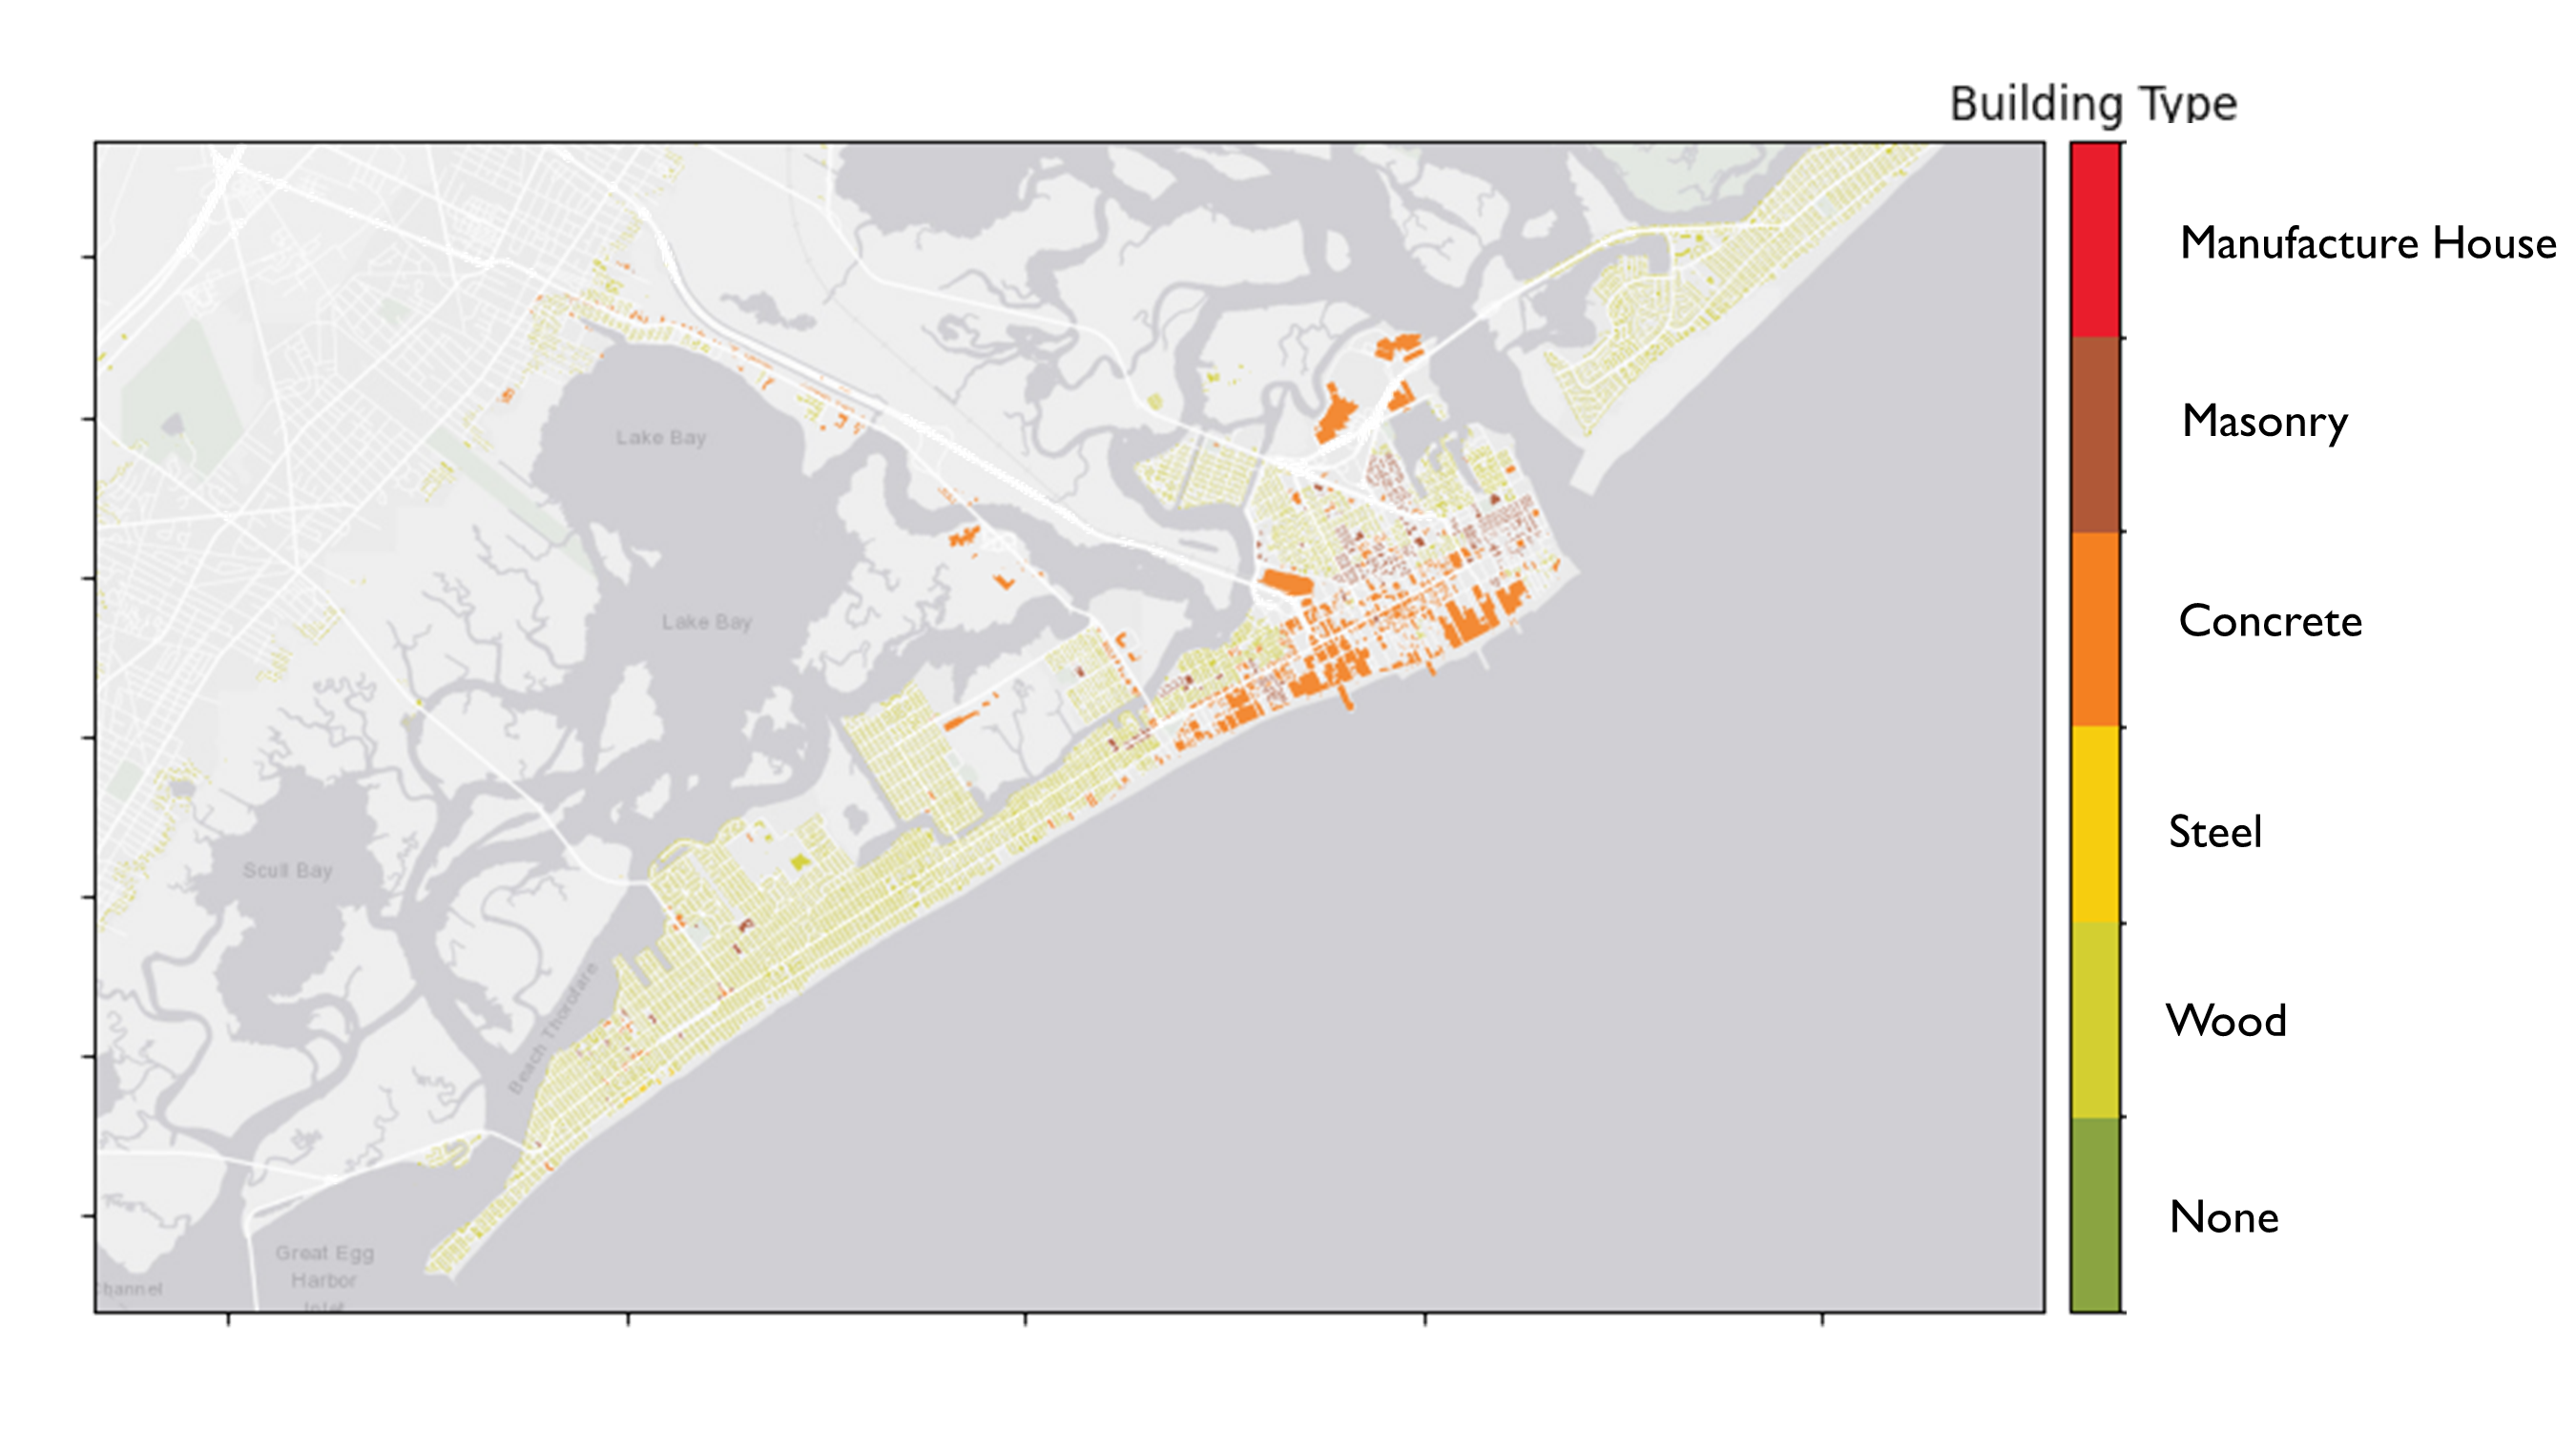 Building Type
Manufacture House
Masonry
Concrete
Steel
Wood
None
Lake Bay
Lake Bay
Scull Bay
Beach Thorofare
Great Egg
Harbor
Inlet
Channel